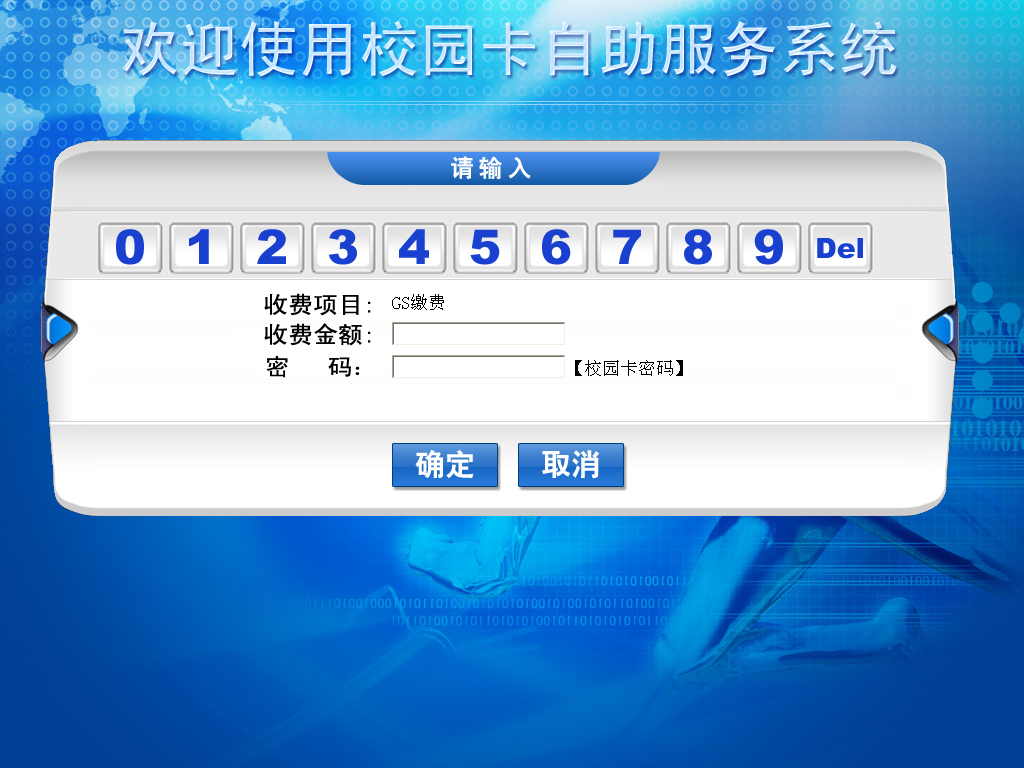 欢迎使用校园卡自助服务系统
请输入
0 1 2 3 4 5 6 7 8 9 Del
收费项目: GS缴费
收费金额:
密 码: 【校园卡密码】
确定 取消